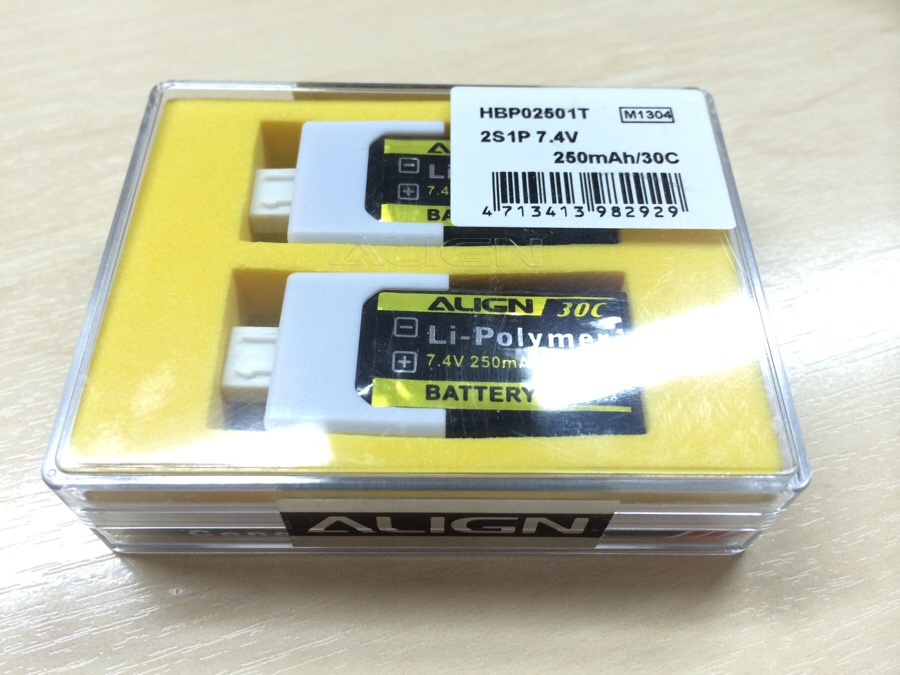 HBP02501T M1304
2S1P 7.4V
250mAh/30C
4 713413 982929
Li
7.4
BA
ALIGN
ALIGN 30C
Li-Polymer
7.4V 250mA
BATTERY
ALIGN